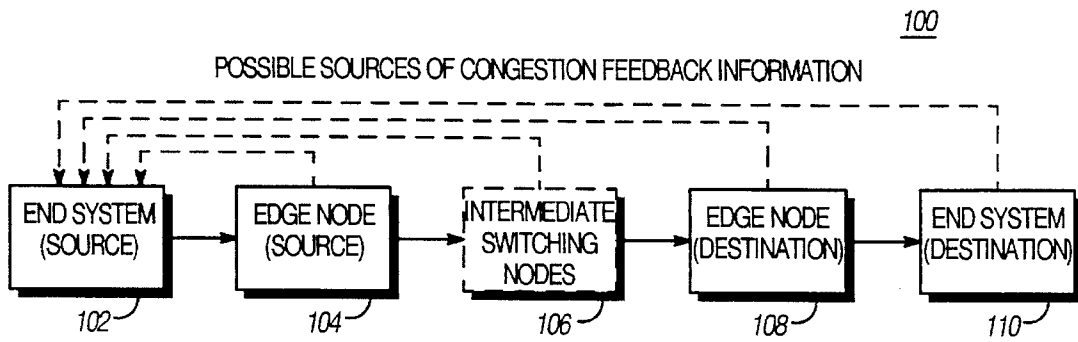 100
POSSIBLE SOURCES OF CONGESTION FEEDBACK INFORMATION
END SYSTEM
(SOURCE)
EDGE NODE
(SOURCE)
INTERMEDIATE
SWITCHING
NODES
EDGE NODE
(DESTINATION)
END SYSTEM
(DESTINATION)
102
104
106
108
110